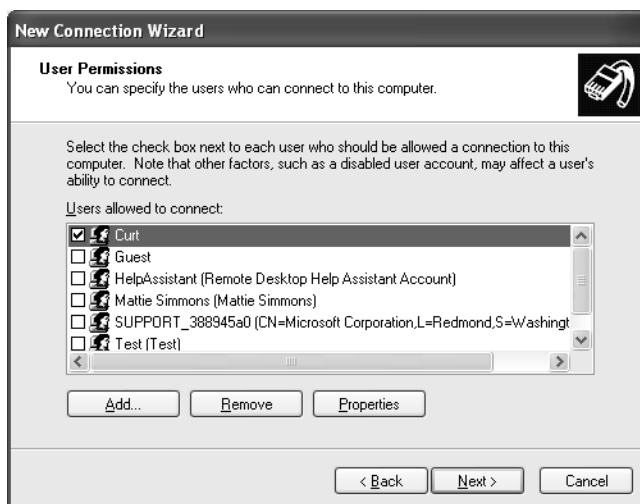 New Connection Wizard
User Permissions
You can specify the users who can connect to this computer.
Select the check box next to each user who should be allowed a connection to this
computer. Note that other factors, such as a disabled user account, may affect a user's
ability to connect.
Users allowed to connect:
Curt
Guest
HelpAssistant (Remote Desktop Help Assistant Account)
Mattie Simmons (Mattie Simmons)
SUPPORT_388945a0 (CN=Microsoft Corporation,L=Redmond,S=Washingt
Test (Test)
Add... Remove Properties
< Back Next > Cancel